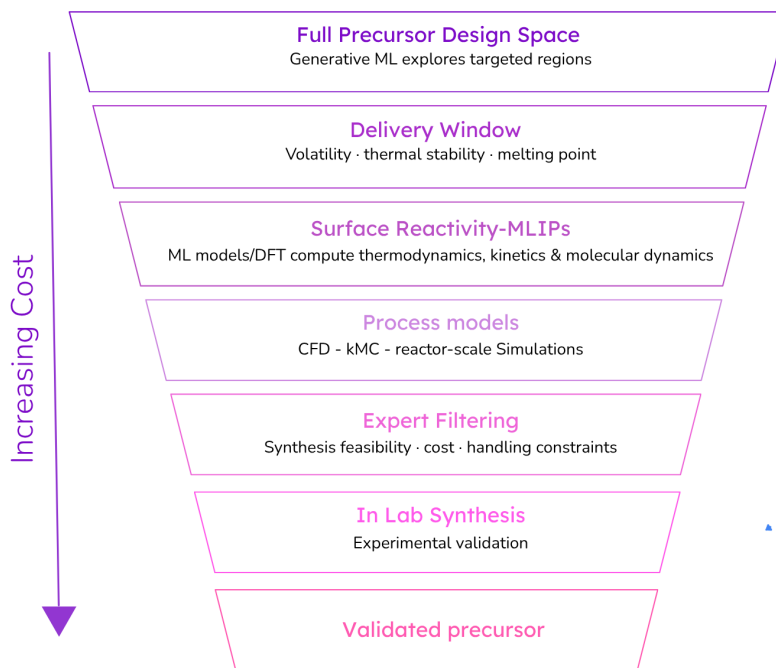 Full Precursor Design Space
Generative ML explores targeted regions
Delivery Window
Volatility · thermal stability · melting point
Surface Reactivity-MLIPs
ML models/DFT compute thermodynamics, kinetics & molecular dynamics
Process models
CFD - kMC - reactor-scale Simulations
Expert Filtering
Synthesis feasibility · cost · handling constraints
In Lab Synthesis
Experimental validation
Validated precursor
Increasing Cost